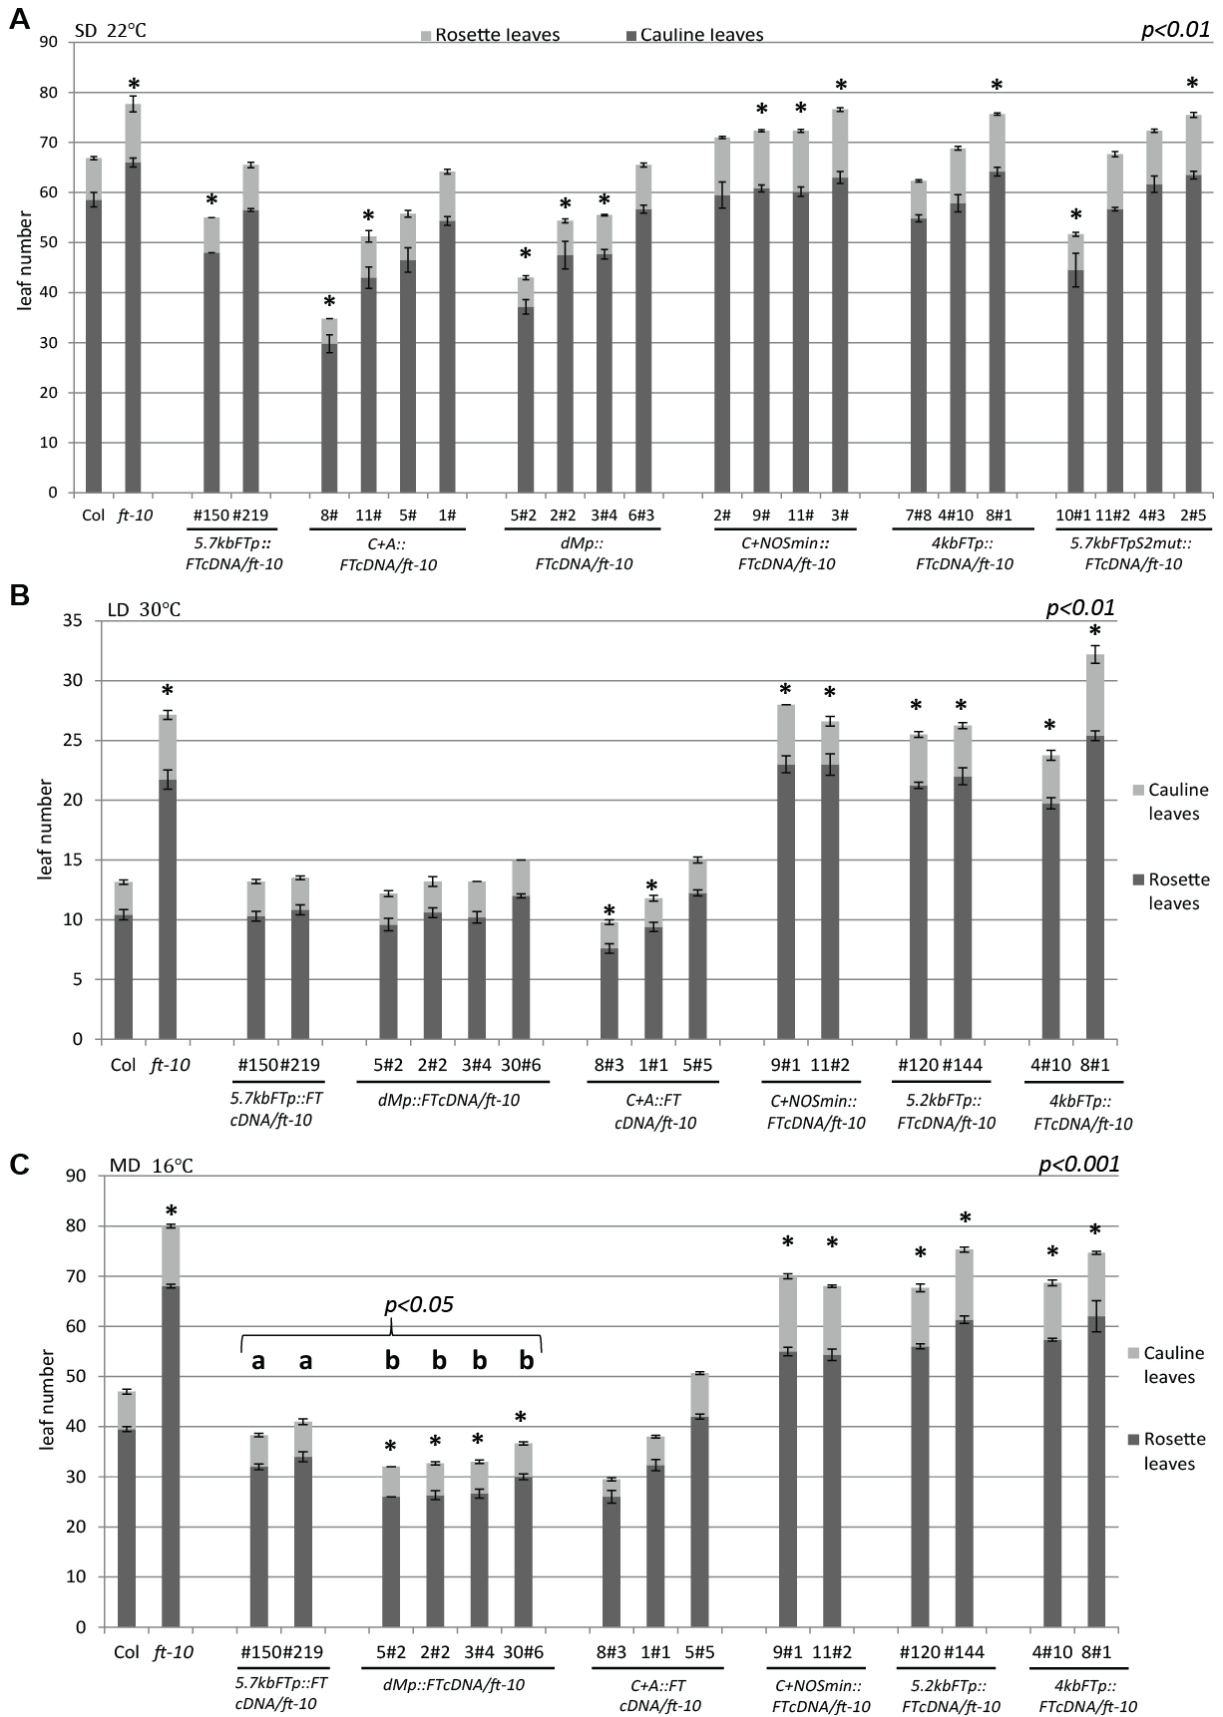 A
SD 22°C
Rosette leaves
Cauline leaves
p<0.01
90
80
70
60
50
40
30
20
10
0
leaf number
* * * * * * * * * * * * * *
Col ft-10 #150 #219 8# 11# 5# 1# 5#2 2#2 3#4 6#3 2# 9# 11# 3# 7#8 4#10 8#1 10#1 11#2 4#3 2#5
5.7kbFTp:: C+A:: dMp:: C+NOSmin:: 4kbFTp:: 5.7kbFTpS2mut::
FTcDNA/ft-10 FTcDNA/ft-10 FTcDNA/ft-10 FTcDNA/ft-10 FTcDNA/ft-10 FTcDNA/ft-10
B
LD 30°C
p<0.01
35
30
25
20
15
10
5
0
leaf number
* * * * * * * * *
Cauline
leaves
Rosette
leaves
Col ft-10 #150 #219 5#2 2#2 3#4 30#6 8#3 1#1 5#5 9#1 11#2 #120 #144 4#10 8#1
5.7kbFTp::FT dMp::FTcDNA/ft-10 C+A::FT C+NOSmin:: 5.2kbFTp:: 4kbFTp::
cDNA/ft-10 cDNA/ft-10 FTcDNA/ft-10 FTcDNA/ft-10 FTcDNA/ft-10
C
MD 16°C
p<0.001
90
80
70
60
50
40
30
20
10
0
leaf number
p<0.05
a a b b b b
* * * * * * * * * * *
Cauline
leaves
Rosette
leaves
Col ft-10 #150 #219 5#2 2#2 3#4 30#6 8#3 1#1 5#5 9#1 11#2 #120 #144 4#10 8#1
5.7kbFTp::FT dMp::FTcDNA/ft-10 C+A::FT C+NOSmin:: 5.2kbFTp:: 4kbFTp::
cDNA/ft-10 cDNA/ft-10 FTcDNA/ft-10 FTcDNA/ft-10 FTcDNA/ft-10